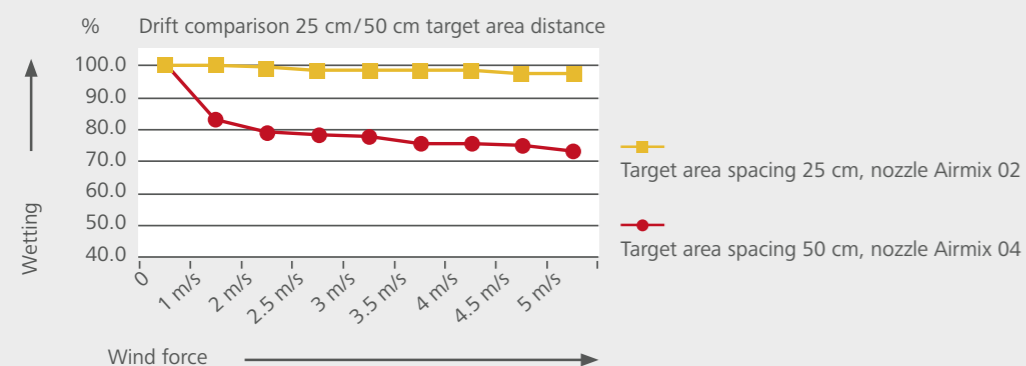 % Drift comparison 25 cm/50 cm target area distance
100.0
90.0
80.0
70.0
60.0
50.0
40.0
Wetting
0
1 m/s
2 m/s
2.5 m/s
3 m/s
3.5 m/s
4 m/s
4.5 m/s
5 m/s
Wind force
Target area spacing 25 cm, nozzle Airmix 02
Target area spacing 50 cm, nozzle Airmix 04